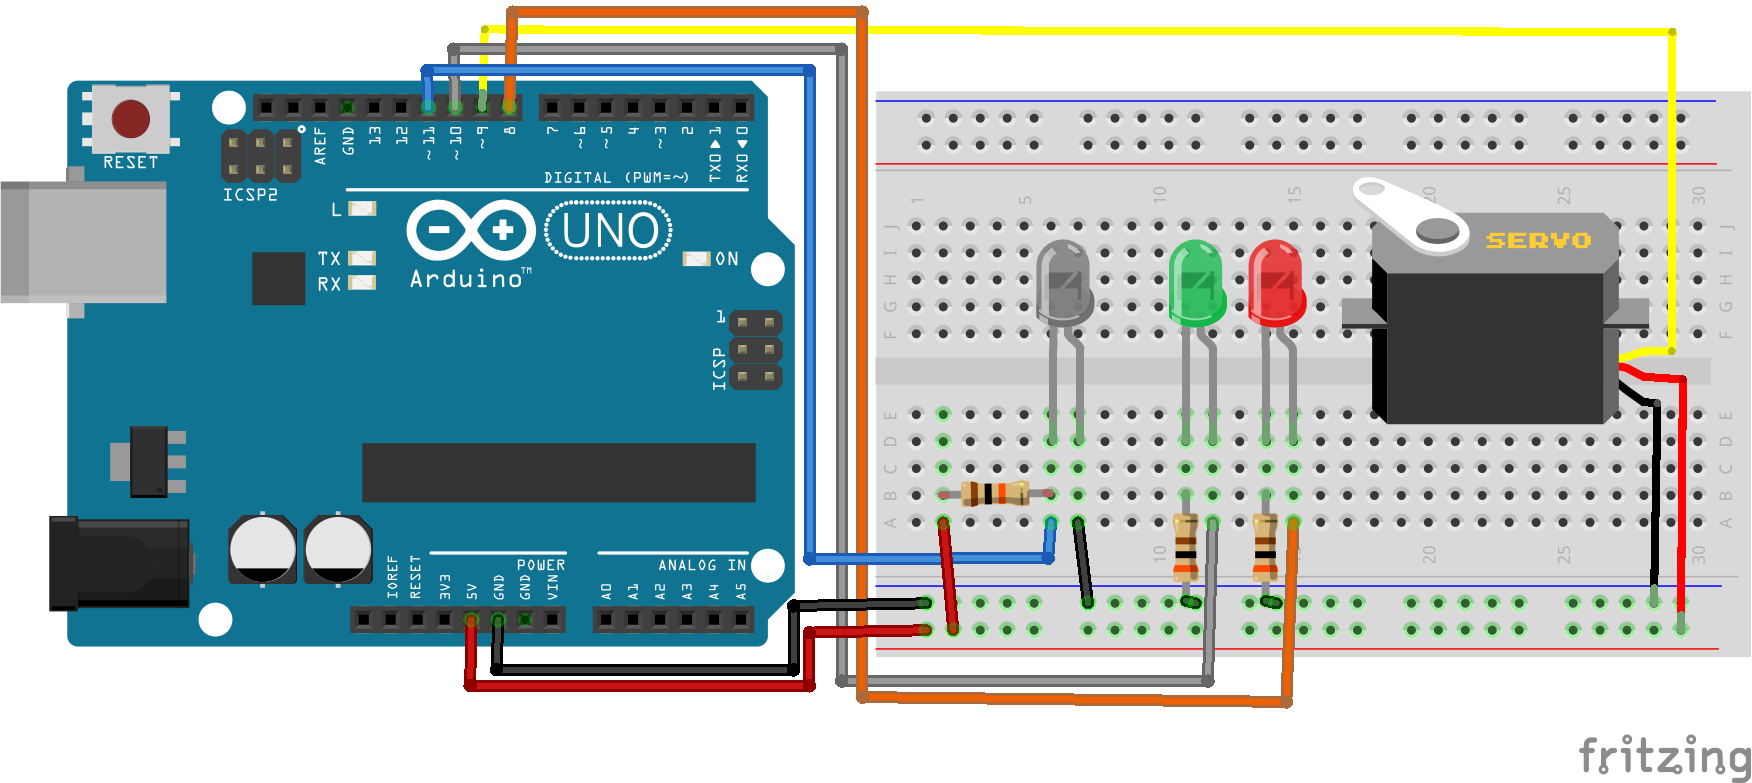 RESET
ICSP2
AREF
GND
13
12
~11
~10
~9
8
7
~6
~5
4
~3
2
TX0▶1
RX0◀0
DIGITAL (PWM=~)
L
TX
RX
UNO
Arduino™
ON
1
ICSP
IOREF
RESET
3V3
5V
GND
GND
VIN
POWER
ANALOG IN
A0
A1
A2
A3
A4
A5
1
5
10
15
20
25
30
J
I
H
G
F
J
I
H
G
F
SERVO
E
D
C
B
A
E
D
C
B
A
10
20
25
30
fritzing